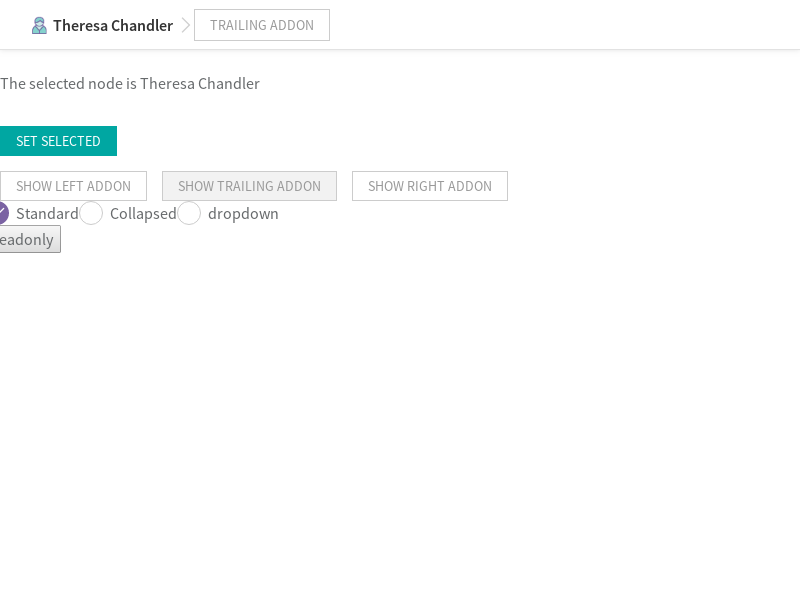 Theresa Chandler TRAILING ADDON
The selected node is Theresa Chandler
SET SELECTED
SHOW LEFT ADDON SHOW TRAILING ADDON SHOW RIGHT ADDON
Standard Collapsed dropdown
eadonly